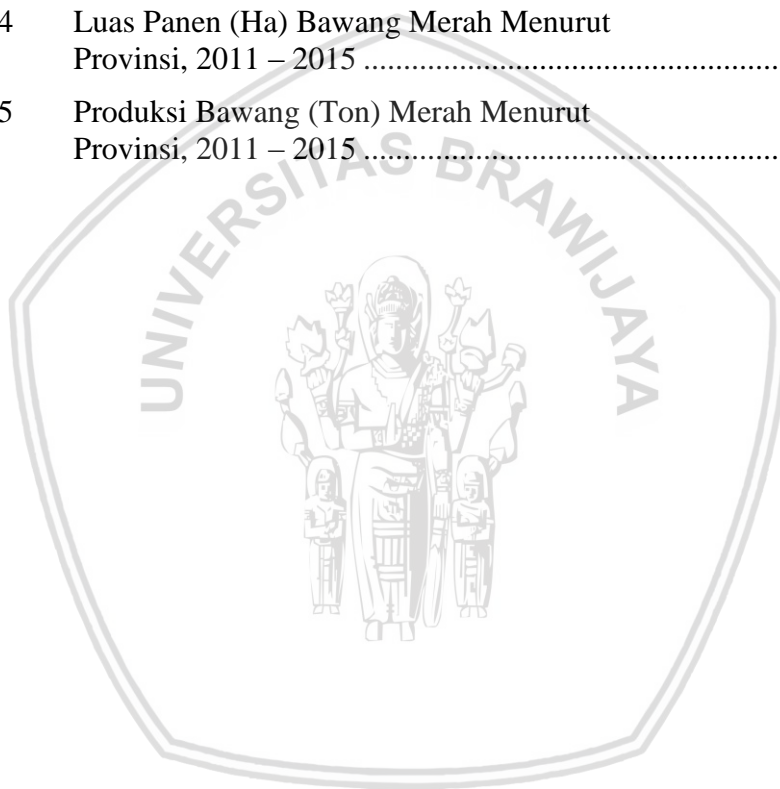 4 Luas Panen (Ha) Bawang Merah Menurut
Provinsi, 2011 – 2015 ..............................................
5 Produksi Bawang (Ton) Merah Menurut
Provinsi, 2011 – 2015 ..............................................
UNIVERSITAS BRAWIJAYA